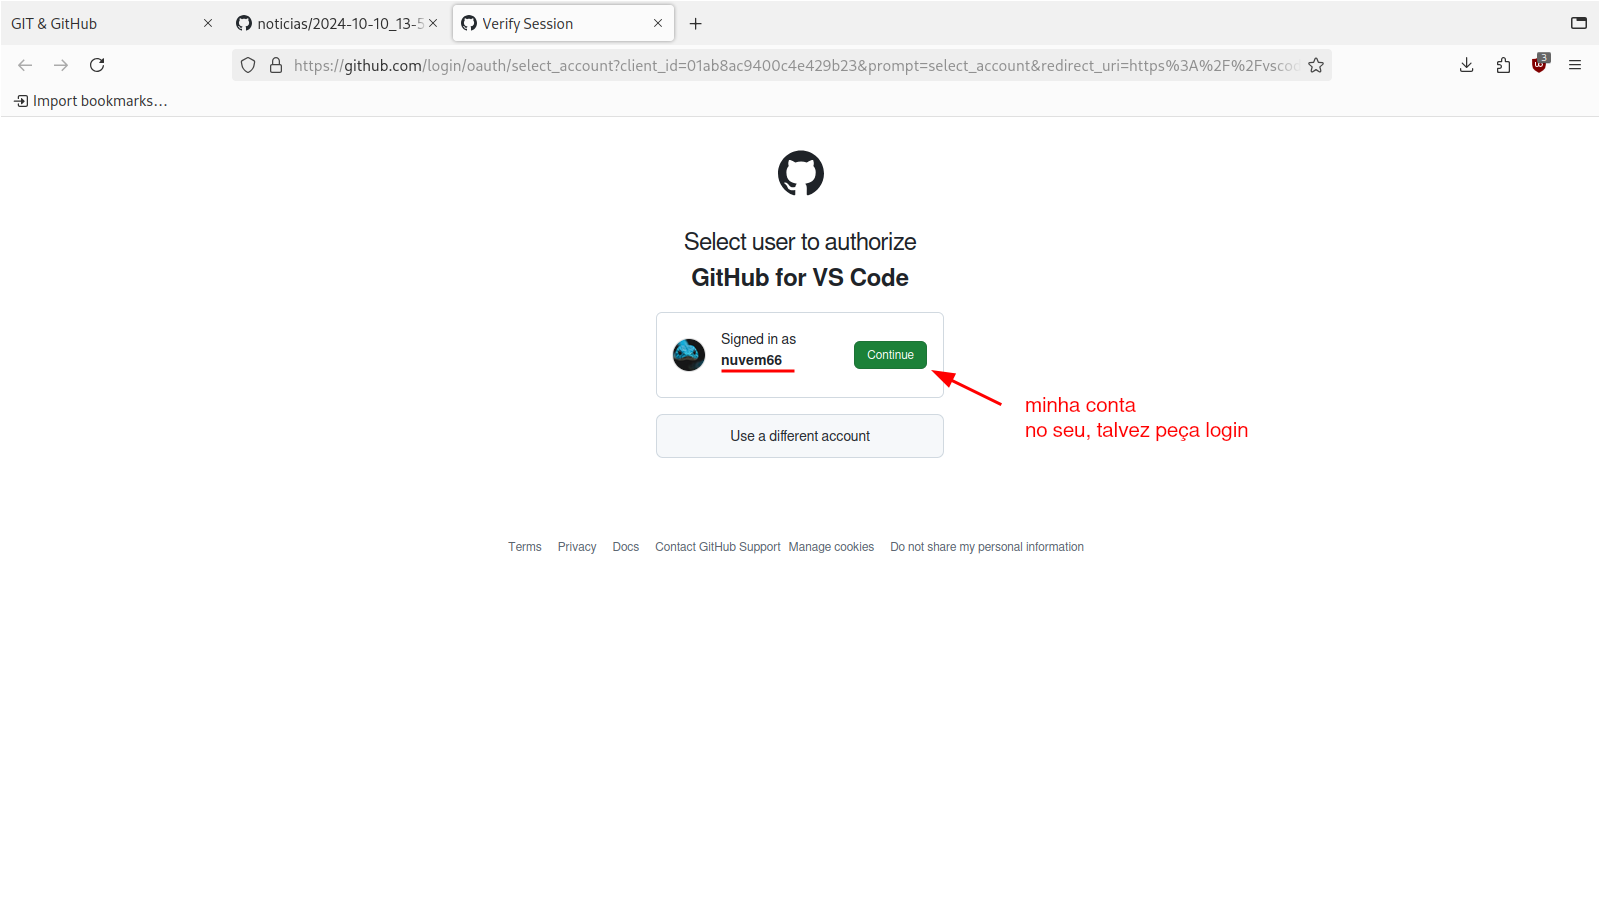 GIT & GitHub
noticias/2024-10-10_13-5
Verify Session
https://github.com/login/oauth/select_account?client_id=01ab8ac9400c4e429b23&prompt=select_account&redirect_uri=https%3A%2F%2Fvscod
3
Import bookmarks...
Select user to authorize
GitHub for VS Code
Signed in as
nuvem66
Continue
minha conta
no seu, talvez peça login
Use a different account
Terms Privacy Docs Contact GitHub Support Manage cookies Do not share my personal information